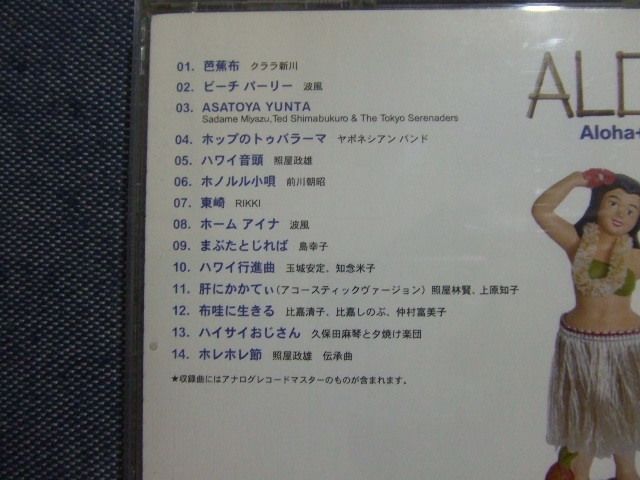 01. 芭蕉布 クララ新川
02. ビーチ パーリー 波風
03. ASATOYA YUNTA
Sadame Miyazu,Ted Shimabukuro & The Tokyo Serenaders
04. ホップのトゥバラーマ ヤポネシアン バンド
05. ハワイ音頭 照屋政雄
06. ホノルル小唄 前川朝昭
07. 東崎 RIKKI
08. ホーム アイナ 波風
09. まぶたとじれば 島幸子
10. ハワイ行進曲 玉城安定、知念米子
11. 肝にかかてぃ(アコースティックヴァージョン) 照屋林賢、上原知子
12. 布哇に生きる 比嘉清子、比嘉しのぶ、仲村富美子
13. ハイサイおじさん 久保田麻琴と夕焼け楽団
14. ホレホレ節 照屋政雄 伝承曲
★収録曲にはアナログレコードマスターのものが含まれます。
Aloha+